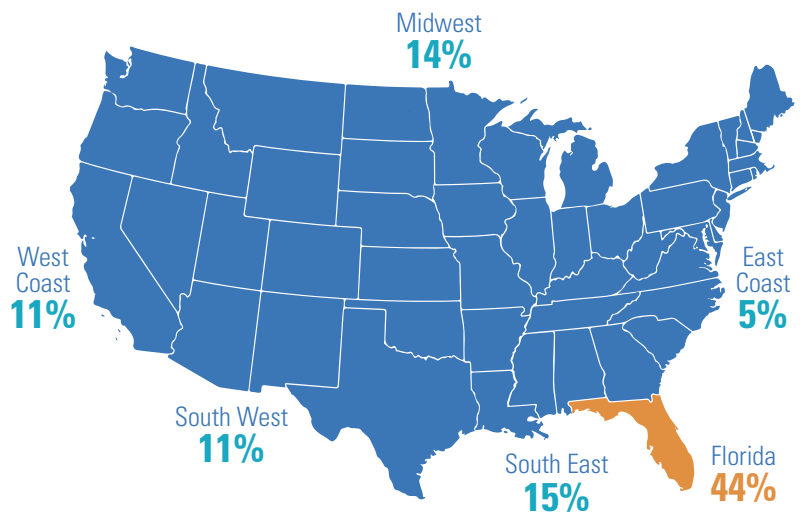 Midwest
14%
West
Coast
11%
East
Coast
5%
South West
11%
South East
15%
Florida
44%